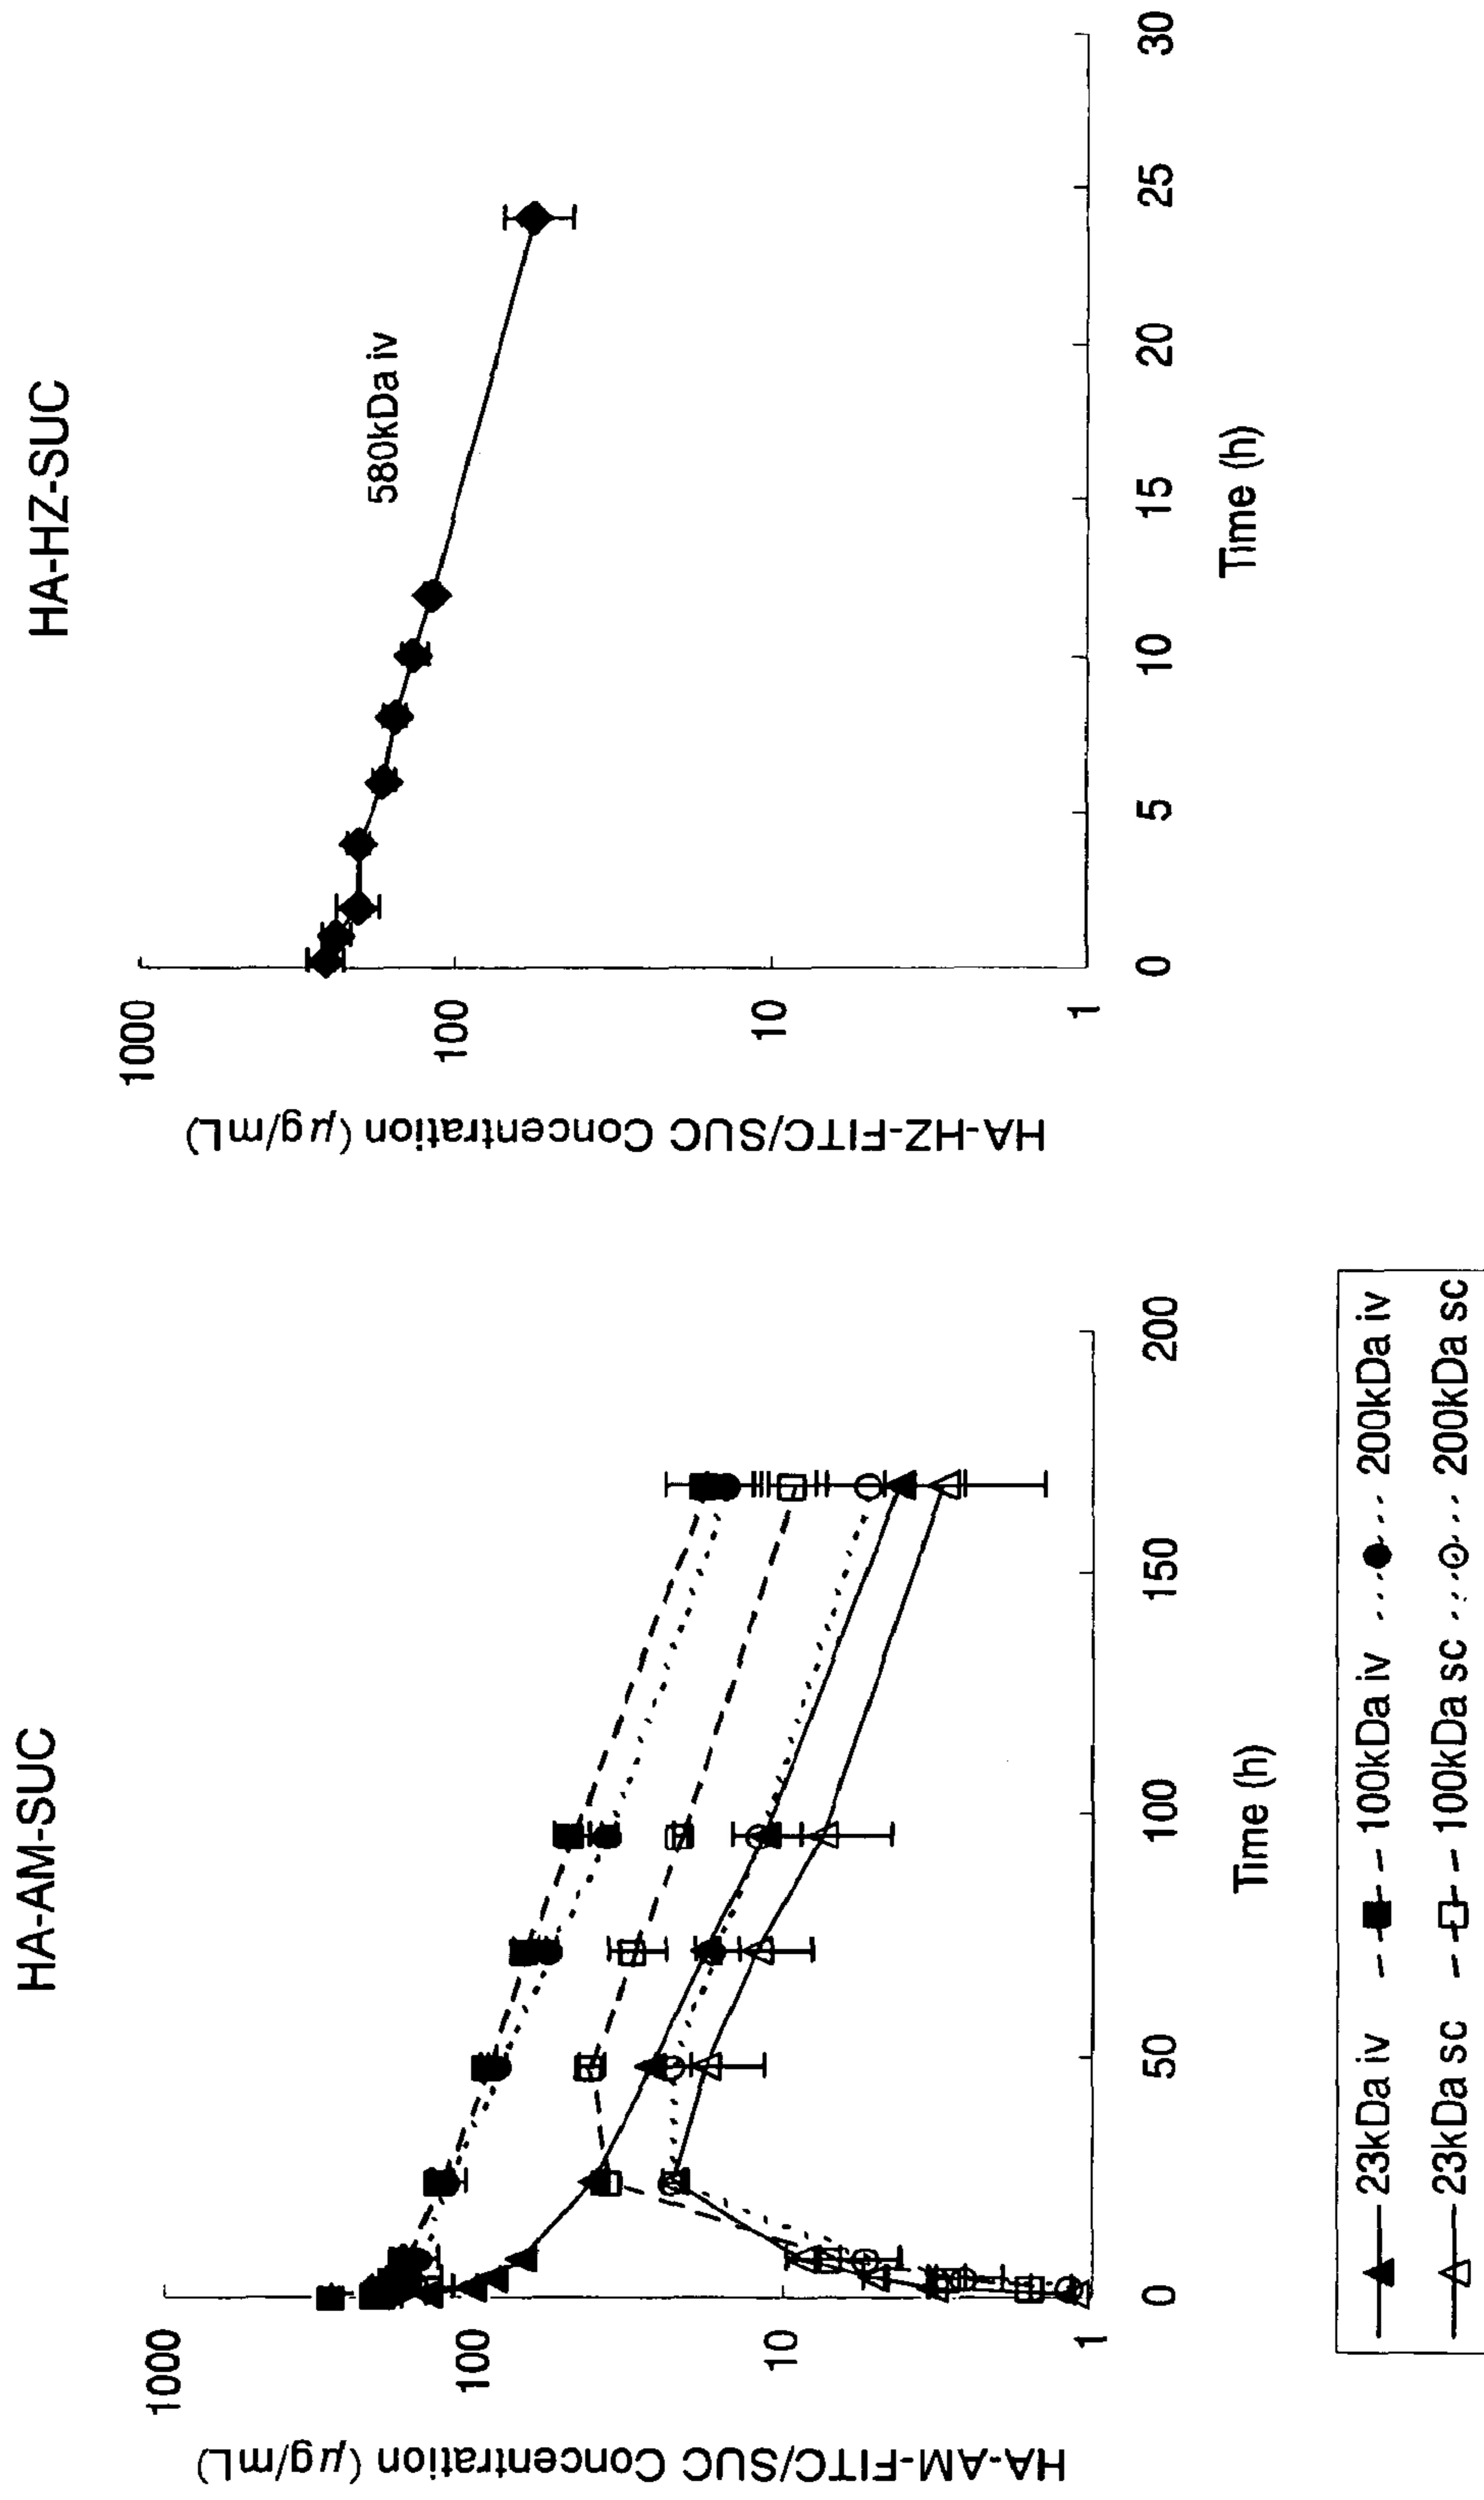 HA-AM-SUC
HA-AM-FITC/SUC Concentration (μg/mL)
1000
100
10
1
0
50
100
150
200
Time (h)
23kDa iv
100kDa iv
200kDa iv
23kDa sc
100kDa sc
200kDa sc
HA-HZ-SUC
HA-HZ-FITC/SUC Concentration (μg/mL)
1000
100
10
1
580kDa iv
0
5
10
15
20
25
30
Time (h)